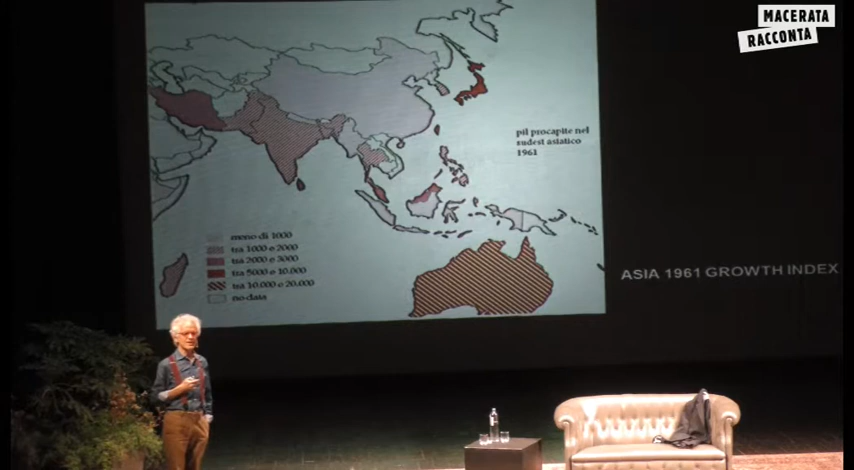 MACERATA
RACCONTA
pil procapite nel
sudest asiatico
1961
meno di 1000
tra 1000 e 2000
tra 2000 e 3000
tra 5000 e 10.000
tra 10.000 e 20.000
no data
ASIA 1961 GROWTH INDEX